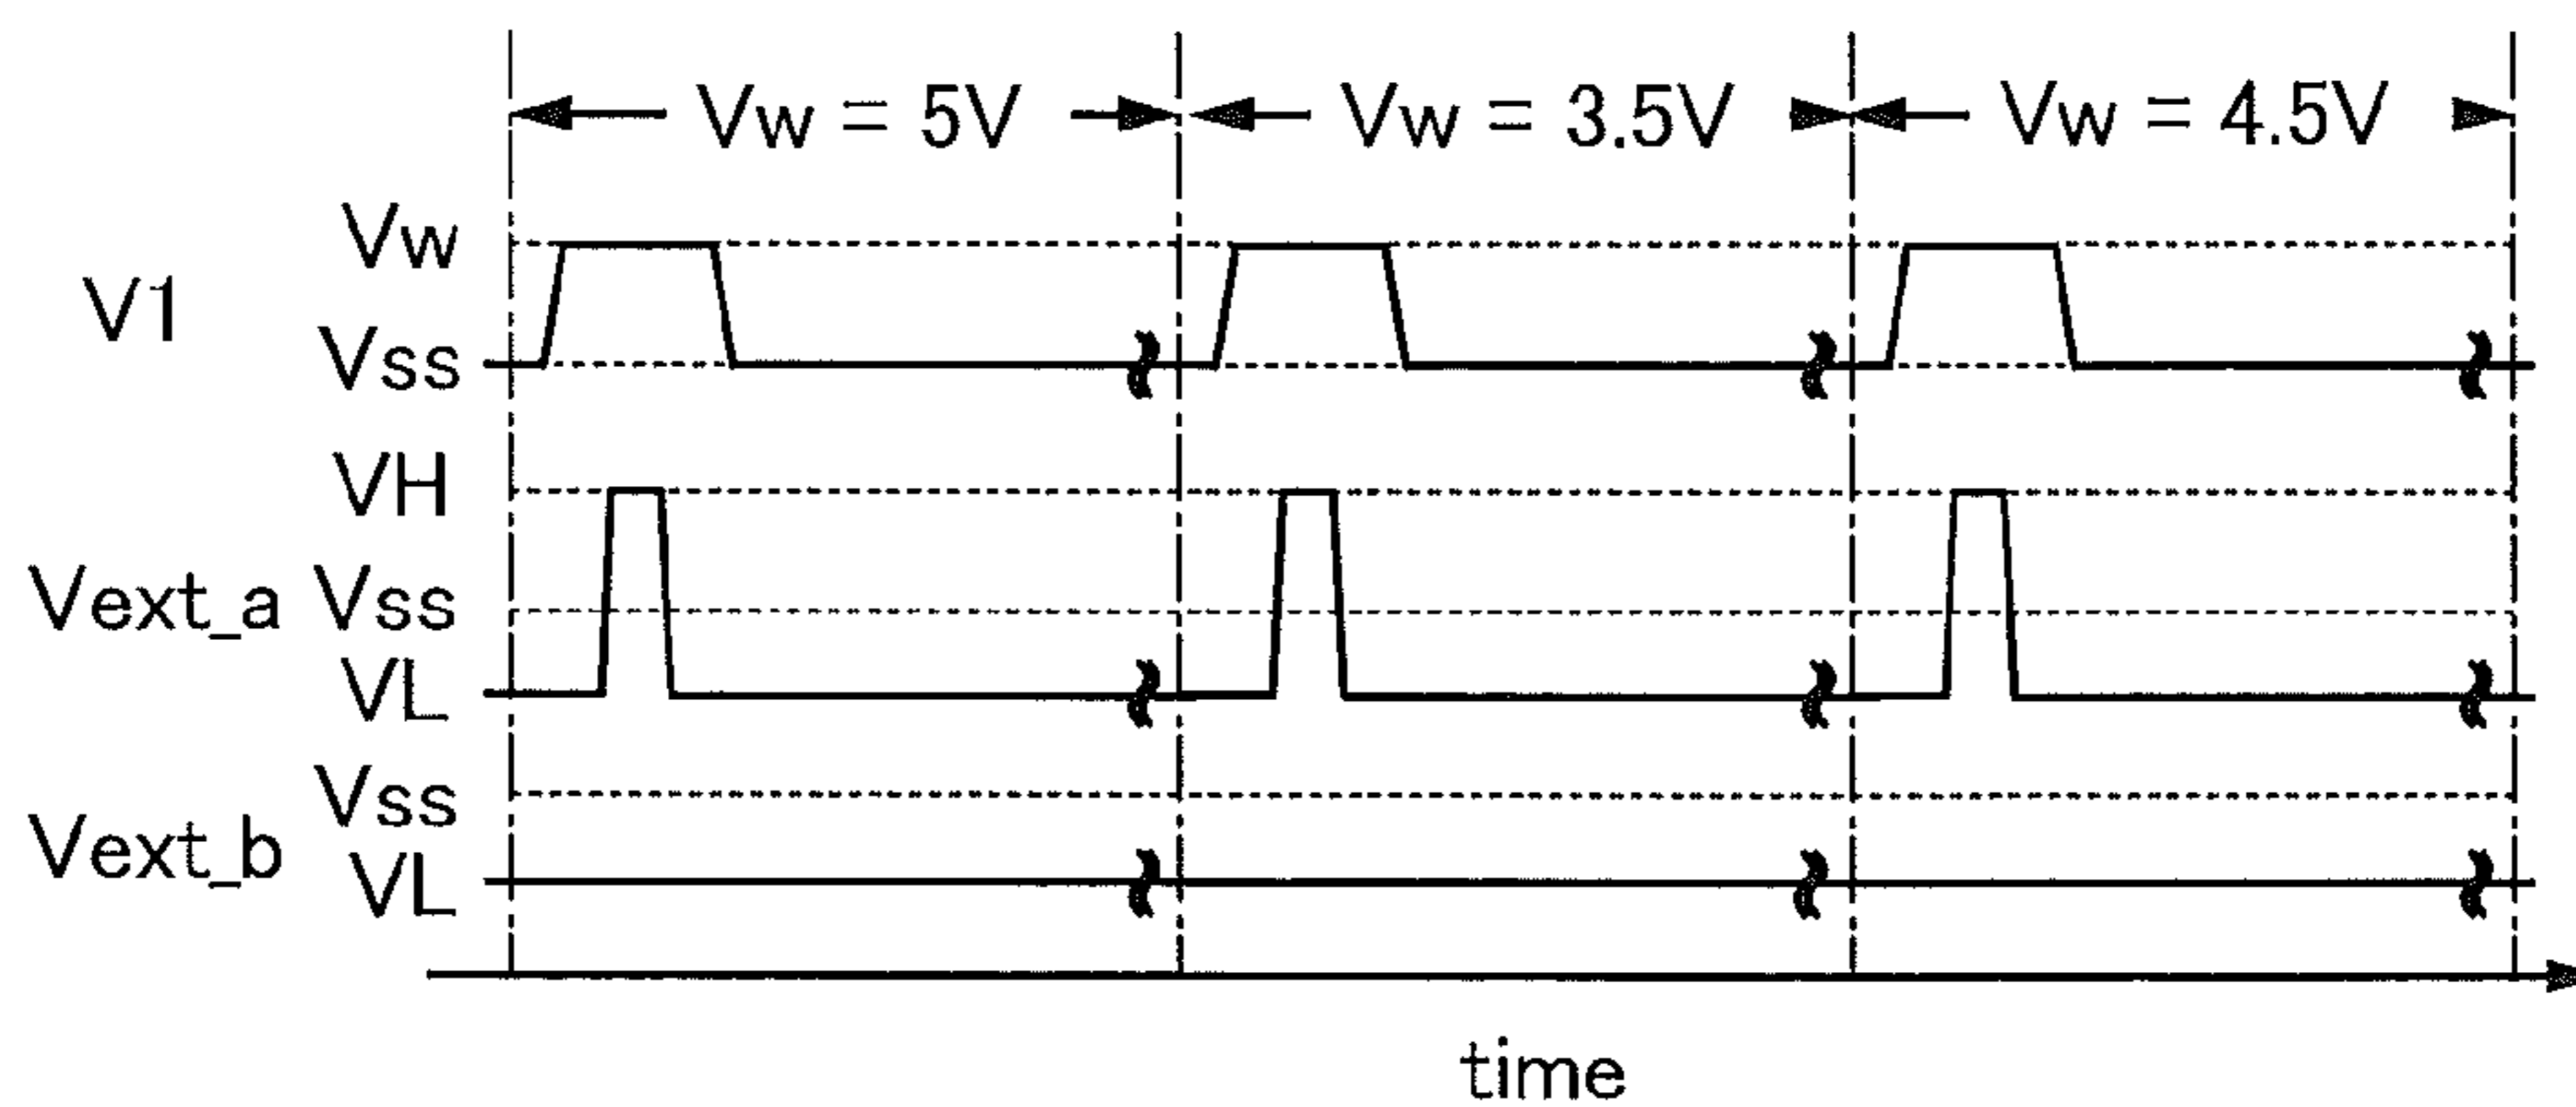 Vw = 5V Vw = 3.5V Vw = 4.5V
Vw
V1
Vss
VH
Vext_a Vss
VL
Vss
Vext_b
VL
time